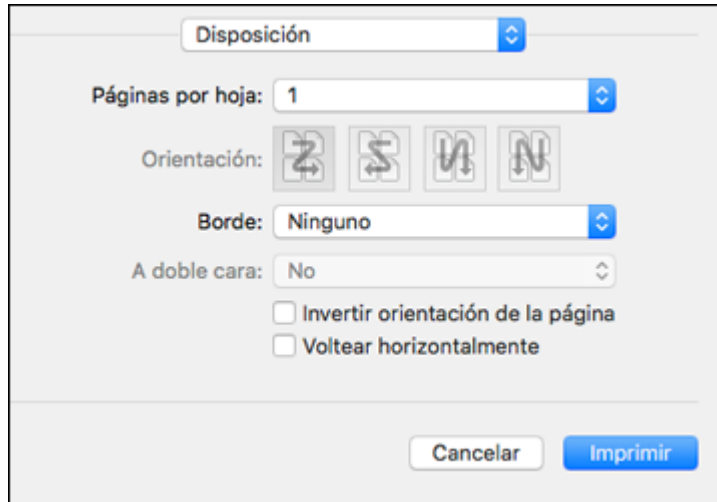 Disposición
Páginas por hoja: 1
Orientación:
Borde: Ninguno
A doble cara: No
Invertir orientación de la página
Voltear horizontalmente
Cancelar Imprimir